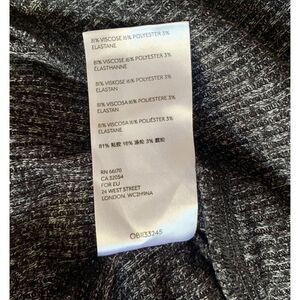 81% VISCOSE 16% POLYESTER 3%
ELASTANE
81% VISCOSE 16% POLYESTER 3%
ELASTHANNE
81% VISKOSE 16% POLYESTER 3%
ELASTAN
81% VISCOSA 16% POLIESTERE 3%
ELASTAN
81% VISCOSA 16% POLIÉSTER 3%
ELASTANE
81% 粘胶 16% 涤纶 3% 氨纶
RN 66170
CA 32054
FOR EU
24 WEST STREET
LONDON, WC2H9NA
OB1133245